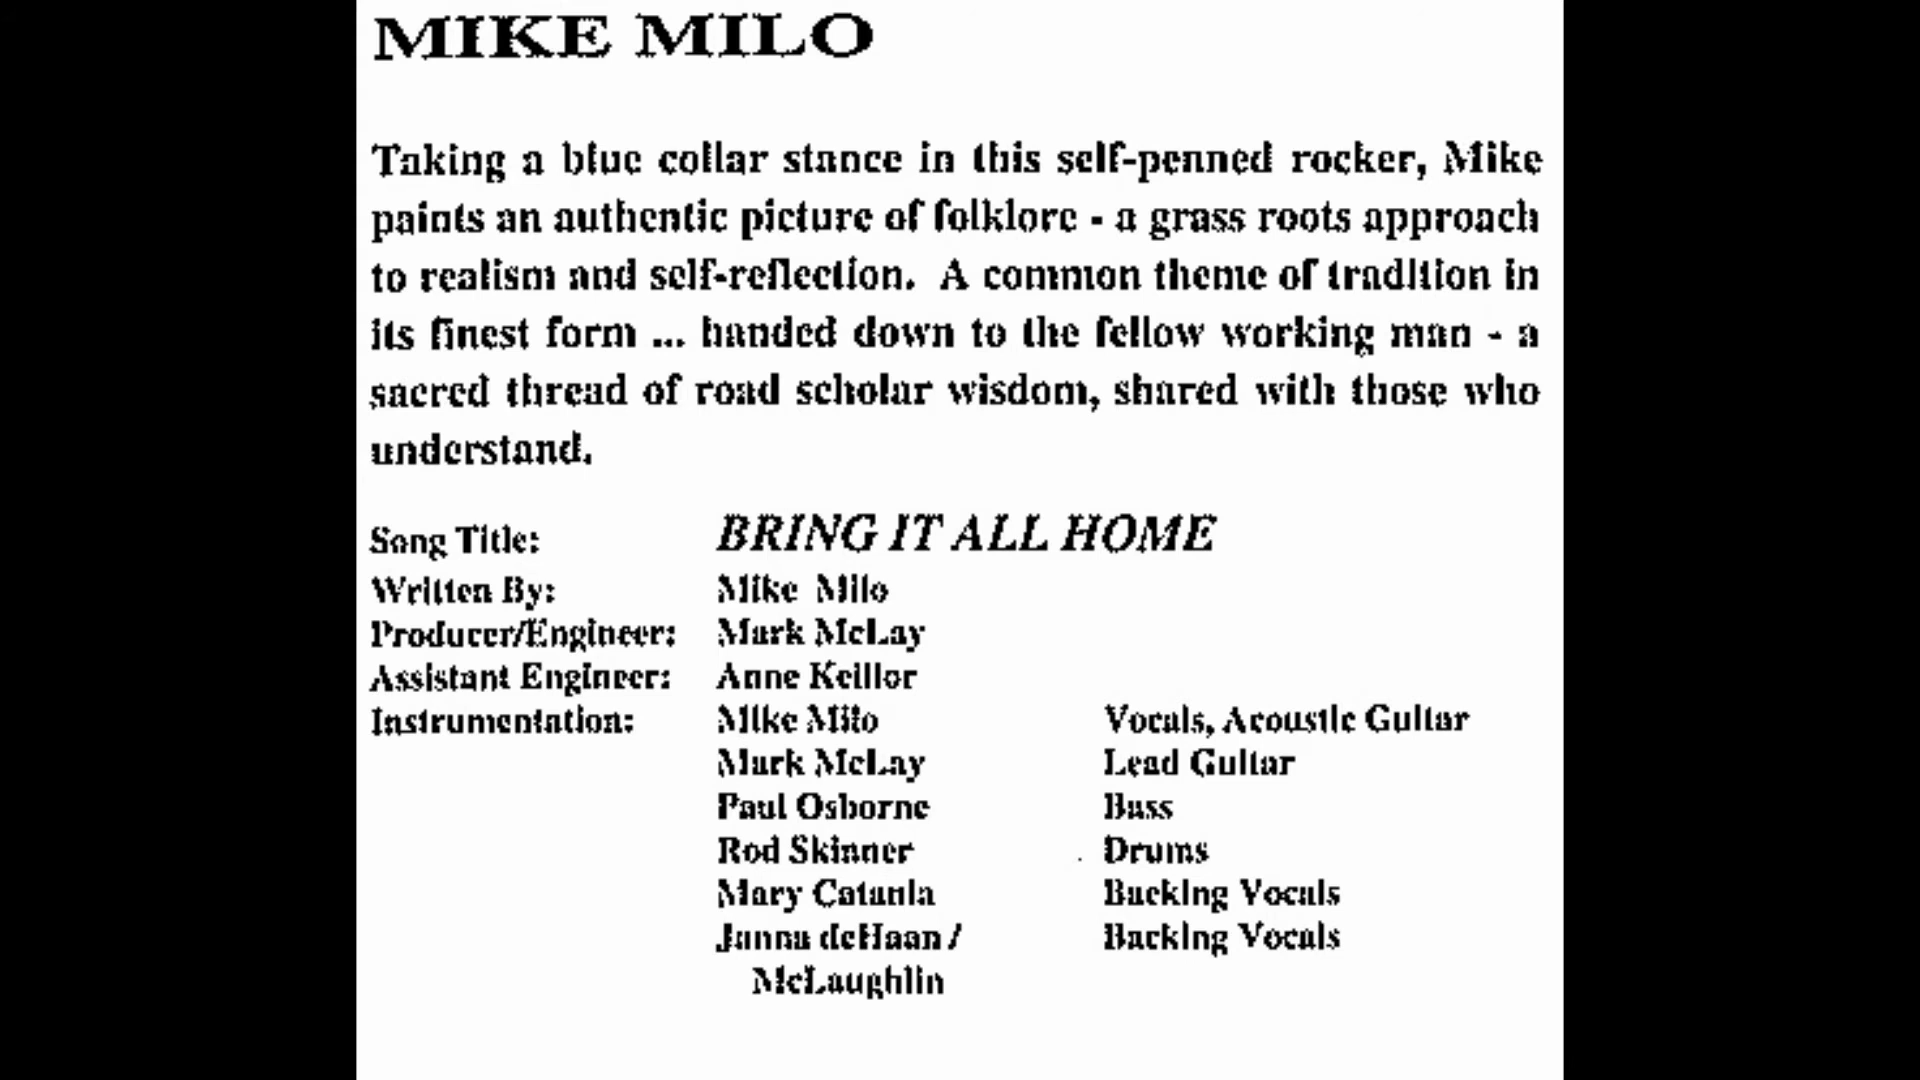 MIKE MILO
Taking a blue collar stance in this self-penned rocker, Mike
paints an authentic picture of folklore - a grass roots approach
to realism and self-reflection. A common theme of tradition in
its finest form ... handed down to the fellow working man - a
sacred thread of road scholar wisdom, shared with those who
understand.
Song Title: BRING IT ALL HOME
Written By: Mike Milo
Producer/Engineer: Mark McLay
Assistant Engineer: Anne Keillor
Instrumentation: Mike Milo Vocals, Acoustic Guitar
Mark McLay Lead Guitar
Paul Osborne Bass
Rod Skinner Drums
Mary Catania Backing Vocals
Janna deHaan / Backing Vocals
McLaughlin